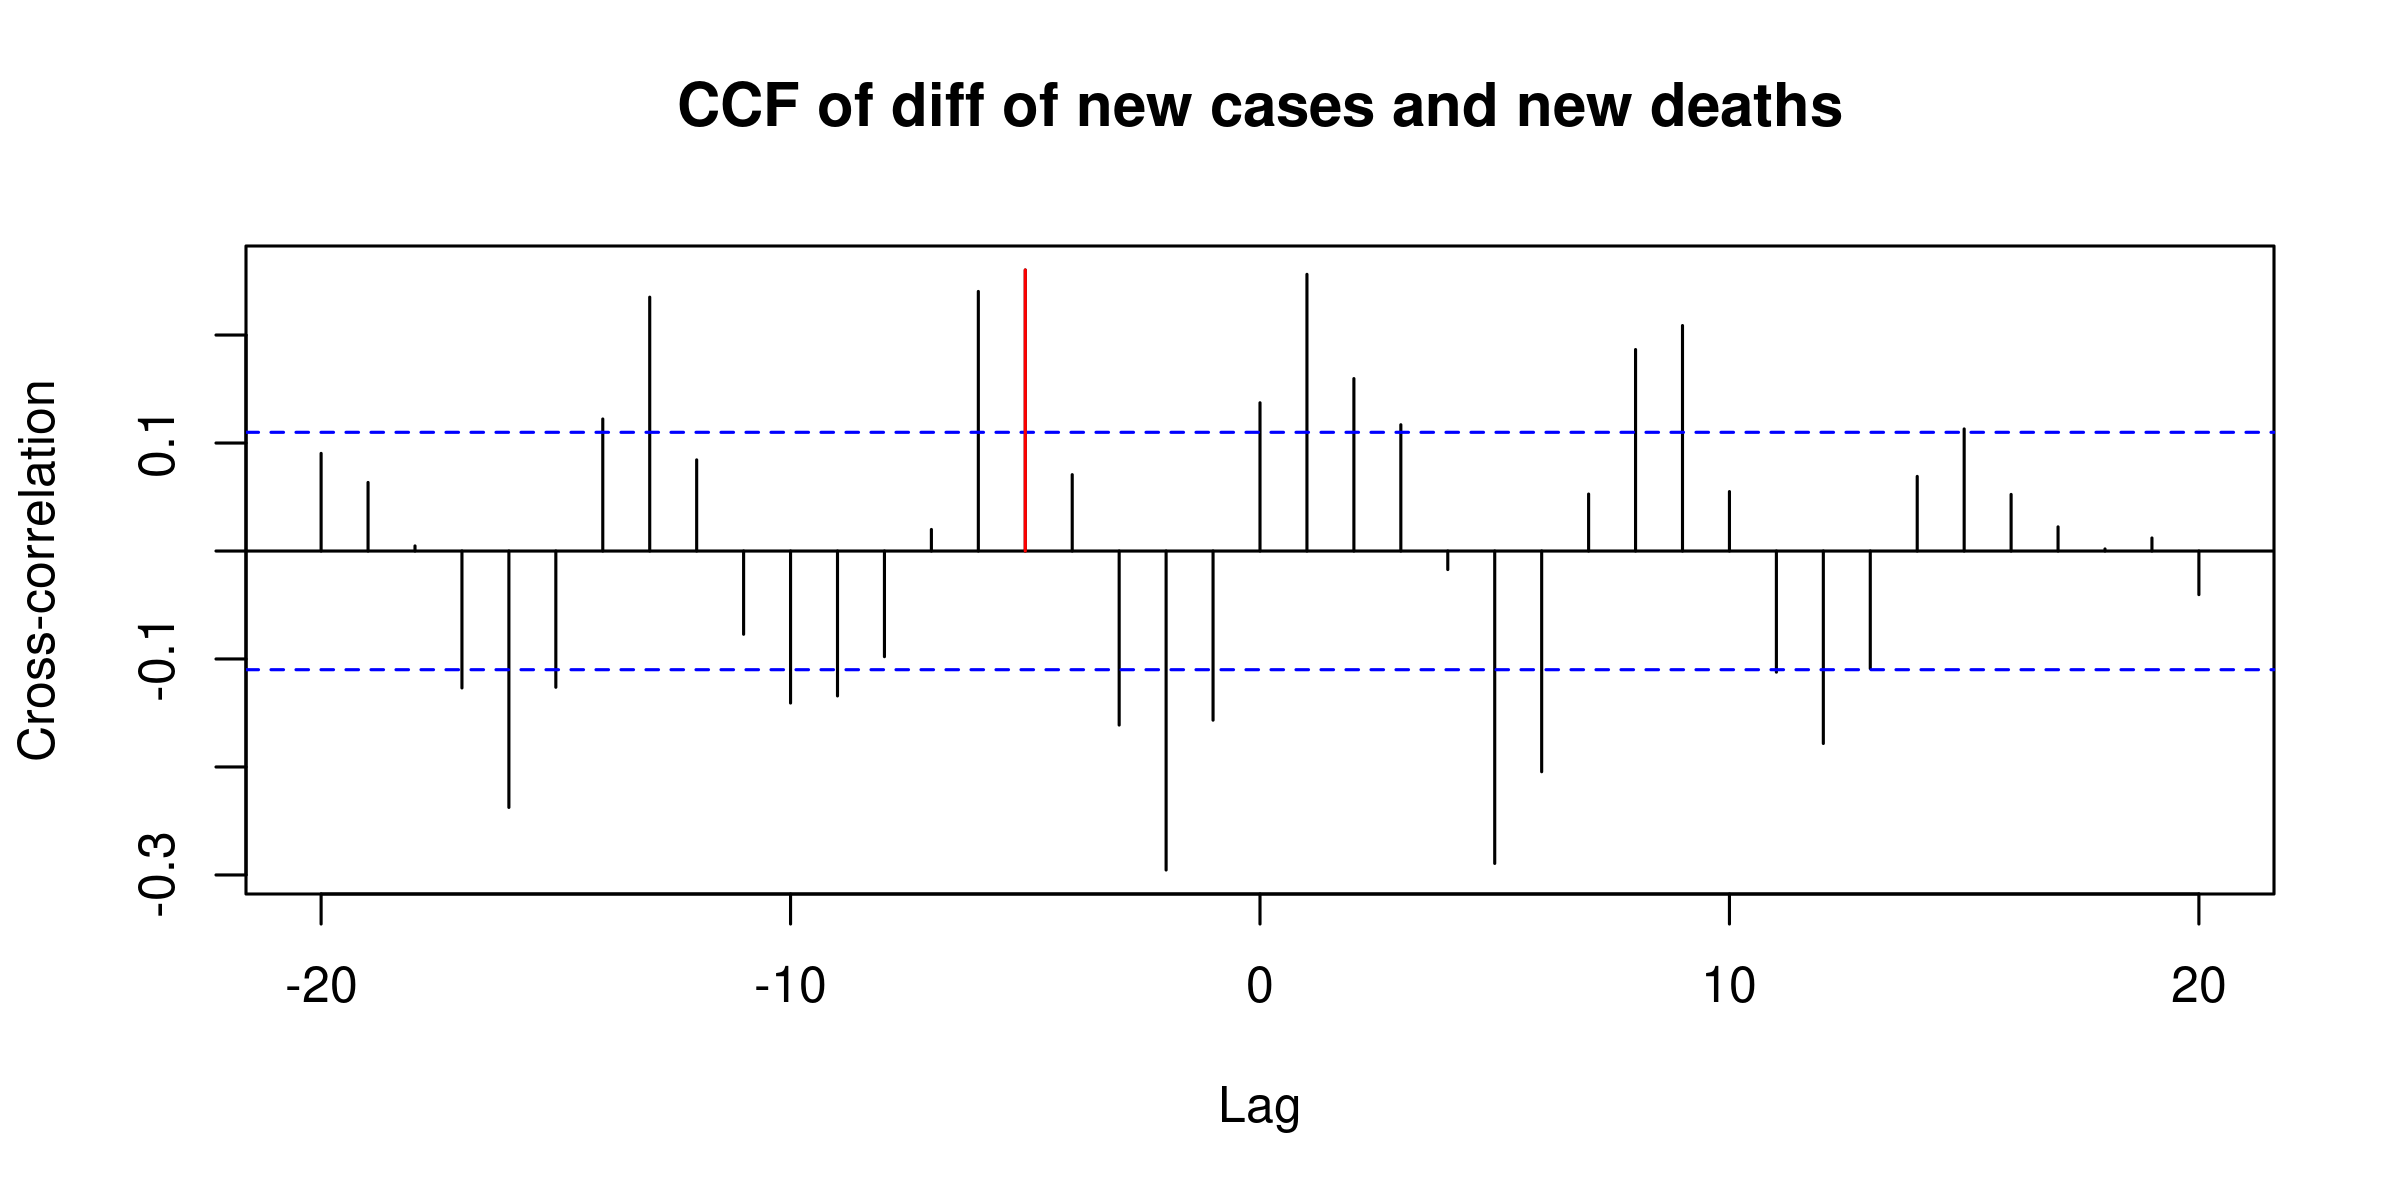 CCF of diff of new cases and new deaths
Cross-correlation
0.1
-0.1
-0.3
-20 -10 0 10 20
Lag